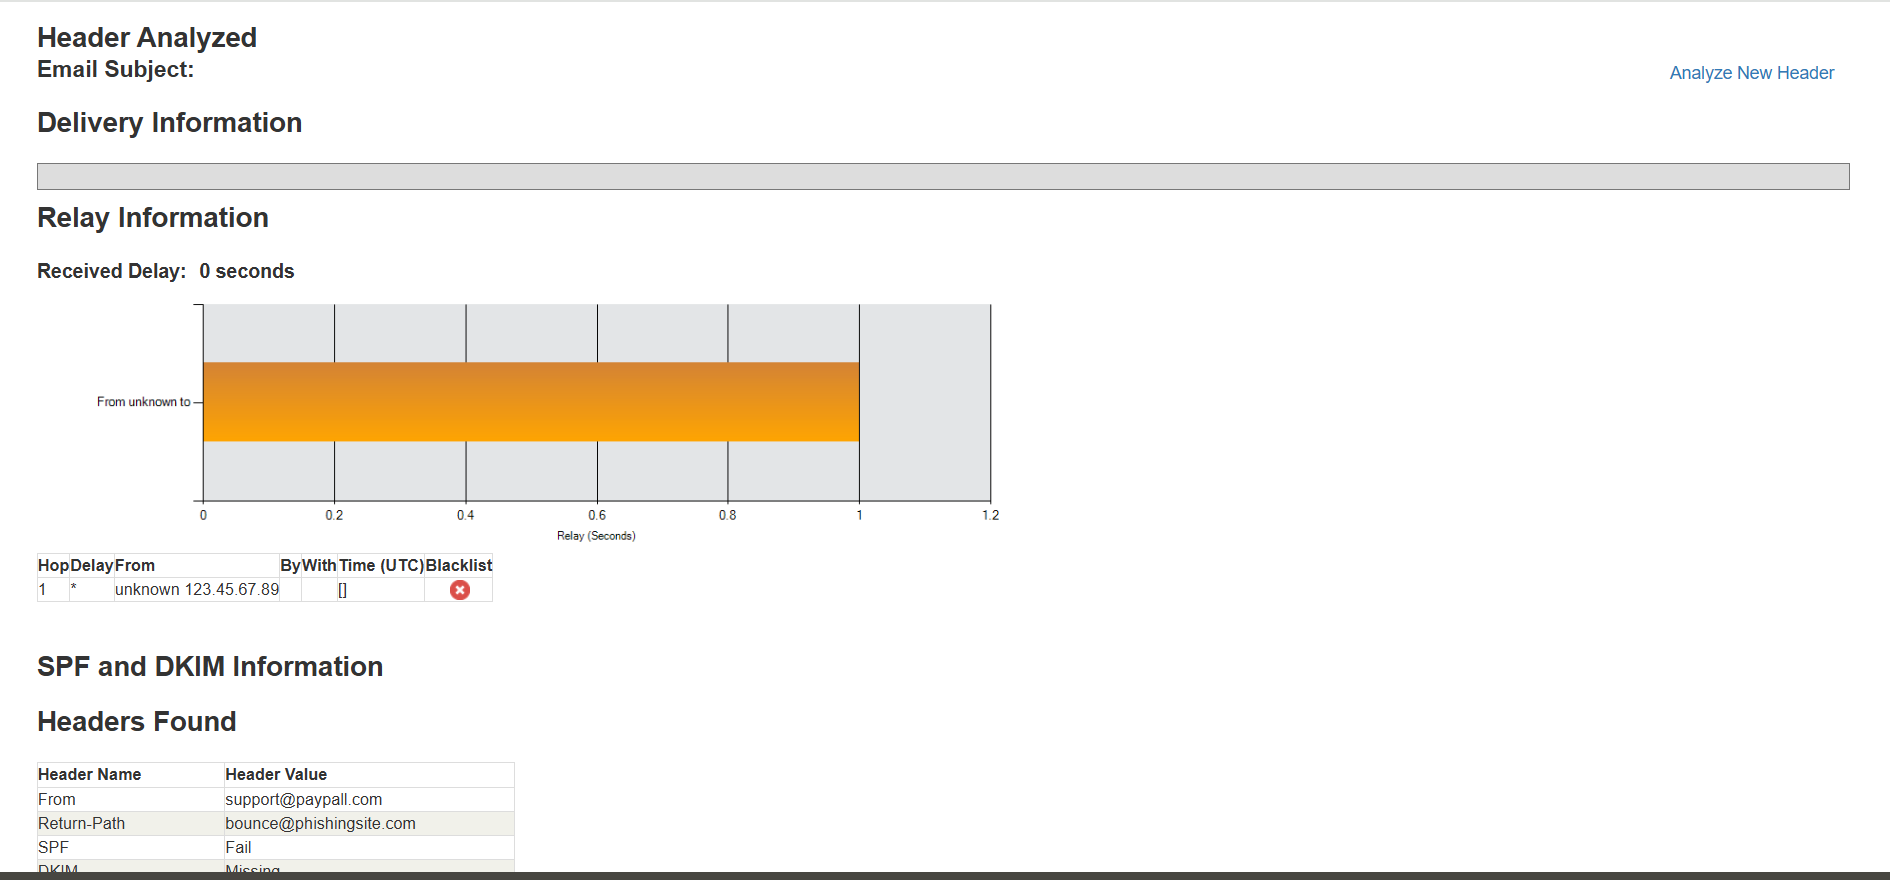 Header Analyzed
Email Subject:
Analyze New Header
Delivery Information
Relay Information
Received Delay: 0 seconds
From unknown to
0 0.2 0.4 0.6 0.8 1 1.2
Relay (Seconds)
Hop Delay From By With Time (UTC) Blacklist
1 * unknown 123.45.67.89 []
SPF and DKIM Information
Headers Found
Header Name Header Value
From support@paypall.com
Return-Path bounce@phishingsite.com
SPF Fail
DKIM Missing